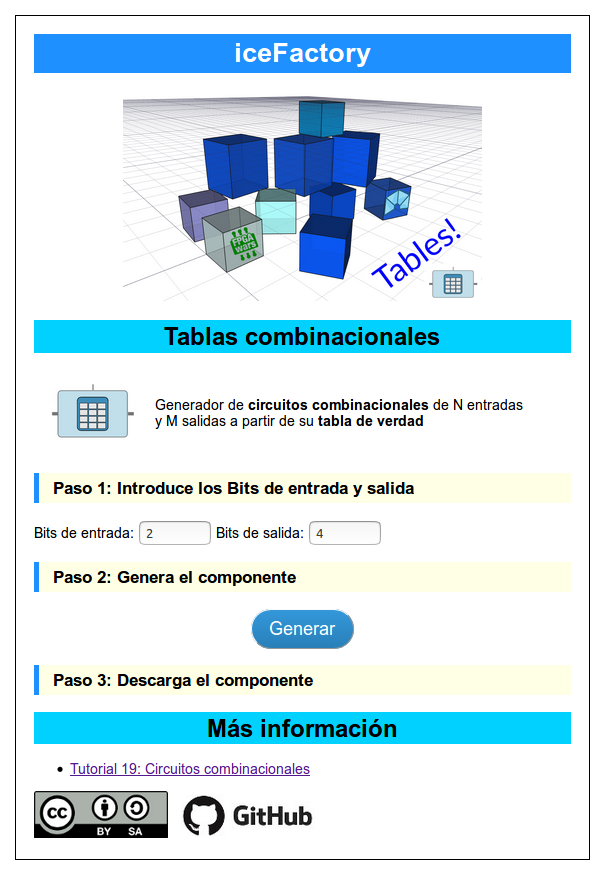 iceFactory
FPGA
wars
Tables!
Tablas combinacionales
Generador de circuitos combinacionales de N entradas
y M salidas a partir de su tabla de verdad
Paso 1: Introduce los Bits de entrada y salida
Bits de entrada: 2 Bits de salida: 4
Paso 2: Genera el componente
Generar
Paso 3: Descarga el componente
Más información
Tutorial 19: Circuitos combinacionales
cc BY SA GitHub